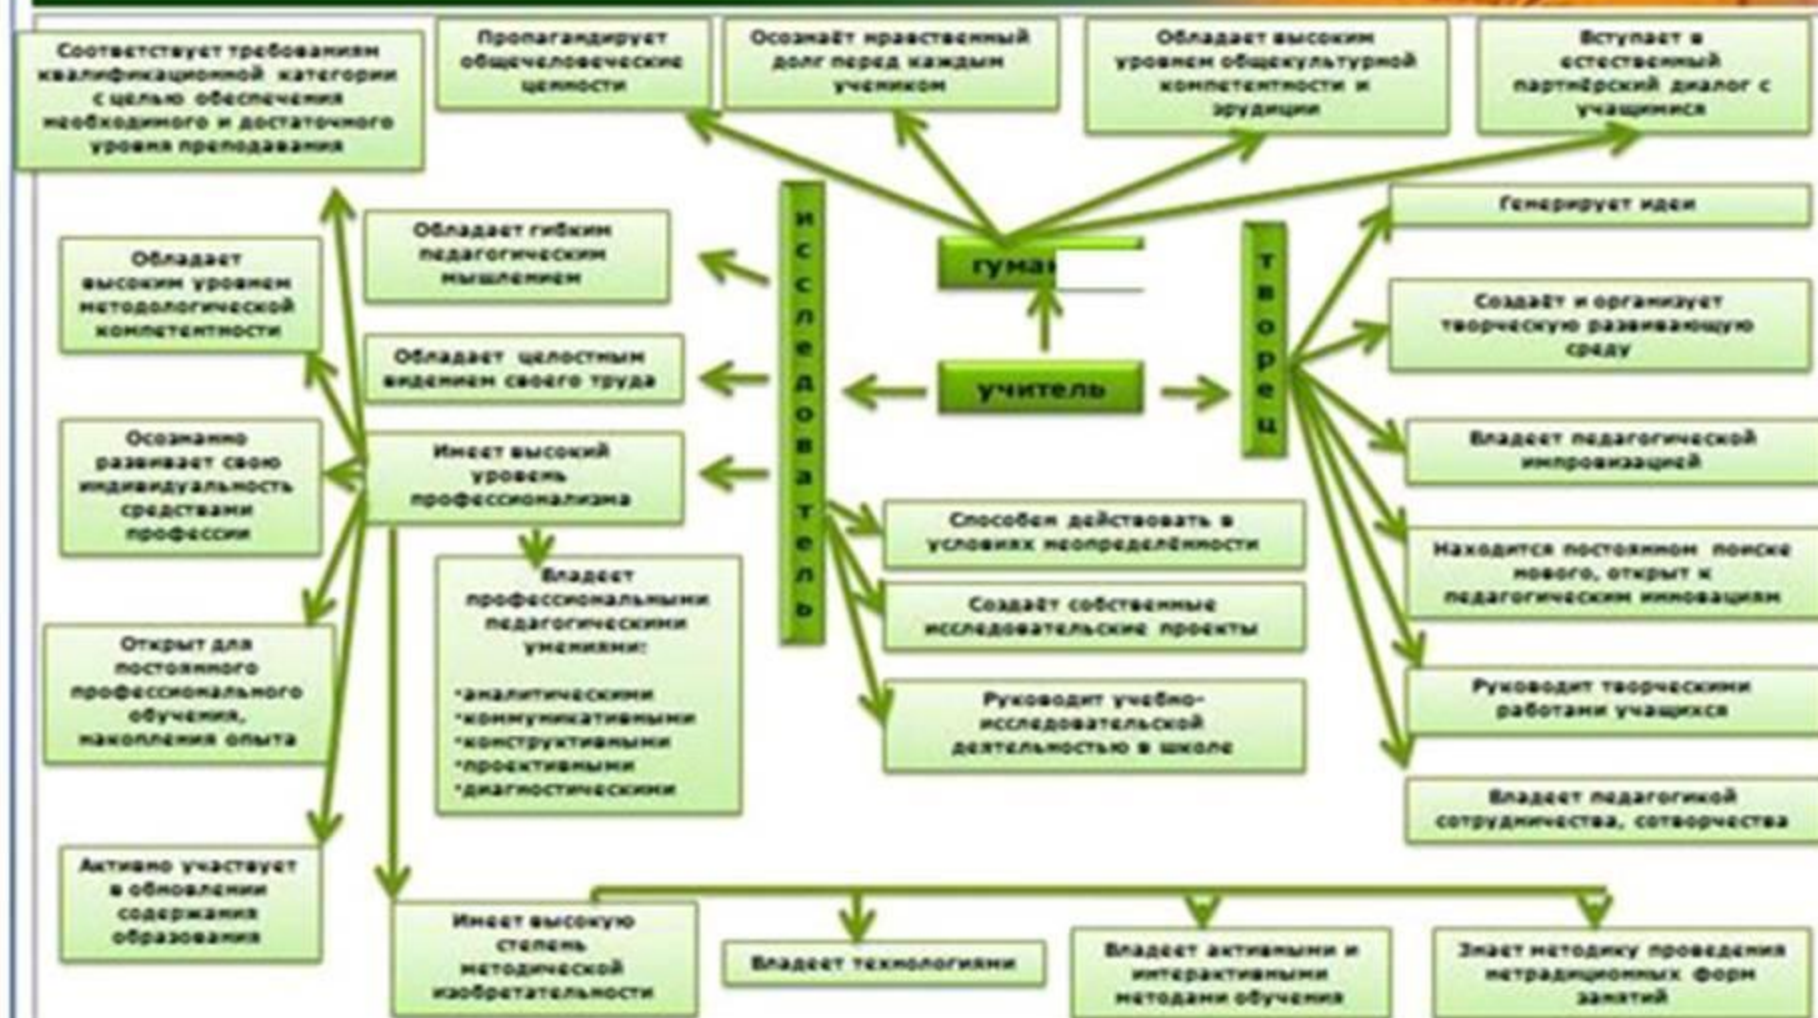 Соответствует требованиям
квалификационной категории
с целью обеспечения
необходимого и достаточного
уровня преподавания
Пропагандирует
общечеловеческие
ценности
Осознаёт нравственный
долг перед каждым
учеником
Обладает высоким
уровнем общекультурной
компетентности и
эрудиции
Вступает в
естественный
партнёрский диалог с
учащимися
Обладает
высоким уровнем
методологической
компетентности
Обладает гибким
педагогическим
мышлением
исследователь
гуман
творец
Генерирует идеи
Создаёт и организует
творческую развивающую
среду
Обладает целостным
видением своего труда
учитель
Осознанно
развивает свою
индивидуальность
средствами
профессии
Имеет высокий
уровень
профессионализма
Владеет педагогической
импровизацией
Способен действовать в
условиях неопределённости
Находится постоянном поиске
нового, открыт к
педагогическим инновациям
Владеет
профессиональными
педагогическими
умениями:
•аналитическими
•коммуникативными
•конструктивными
•проективными
•диагностическими
Создаёт собственные
исследовательские проекты
Открыт для
постоянного
профессионального
обучения,
накопления опыта
Руководит учебно-
исследовательской
деятельностью в школе
Руководит творческими
работами учащихся
Владеет педагогикой
сотрудничества, сотворчества
Активно участвует
в обновлении
содержания
образования
Имеет высокую
степень
методической
изобретательности
Владеет технологиями
Владеет активными и
интерактивными
методами обучения
Знает методику проведения
нетрадиционных форм
занятий